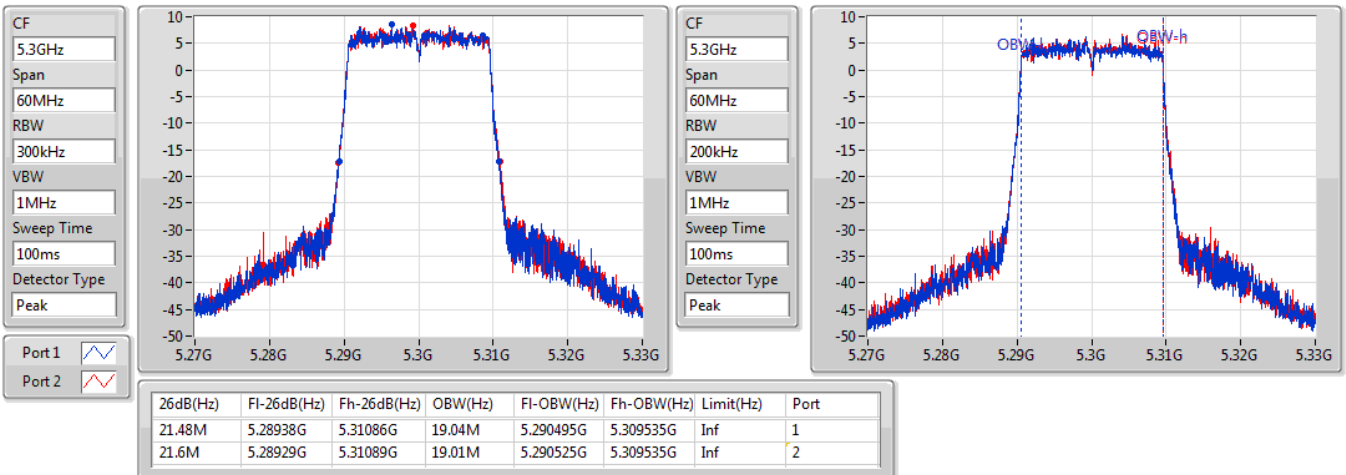 CF
5.3GHz
Span
60MHz
RBW
300kHz
VBW
1MHz
Sweep Time
100ms
Detector Type
Peak
Port 1
Port 2
10
5
0
-5
-10
-15
-20
-25
-30
-35
-40
-45
-50
5.27G 5.28G 5.29G 5.3G 5.31G 5.32G 5.33G
CF
5.3GHz
Span
60MHz
RBW
200kHz
VBW
1MHz
Sweep Time
100ms
Detector Type
Peak
10
5
0
-5
-10
-15
-20
-25
-30
-35
-40
-45
-50
OBW-h
5.27G 5.28G 5.29G 5.3G 5.31G 5.32G 5.33G
26dB(Hz) Fl-26dB(Hz) Fh-26dB(Hz) OBW(Hz) Fl-OBW(Hz) Fh-OBW(Hz) Limit(Hz) Port
21.48M 5.28938G 5.31086G 19.04M 5.290495G 5.309535G Inf 1
21.6M 5.28929G 5.31089G 19.01M 5.290525G 5.309535G Inf 2